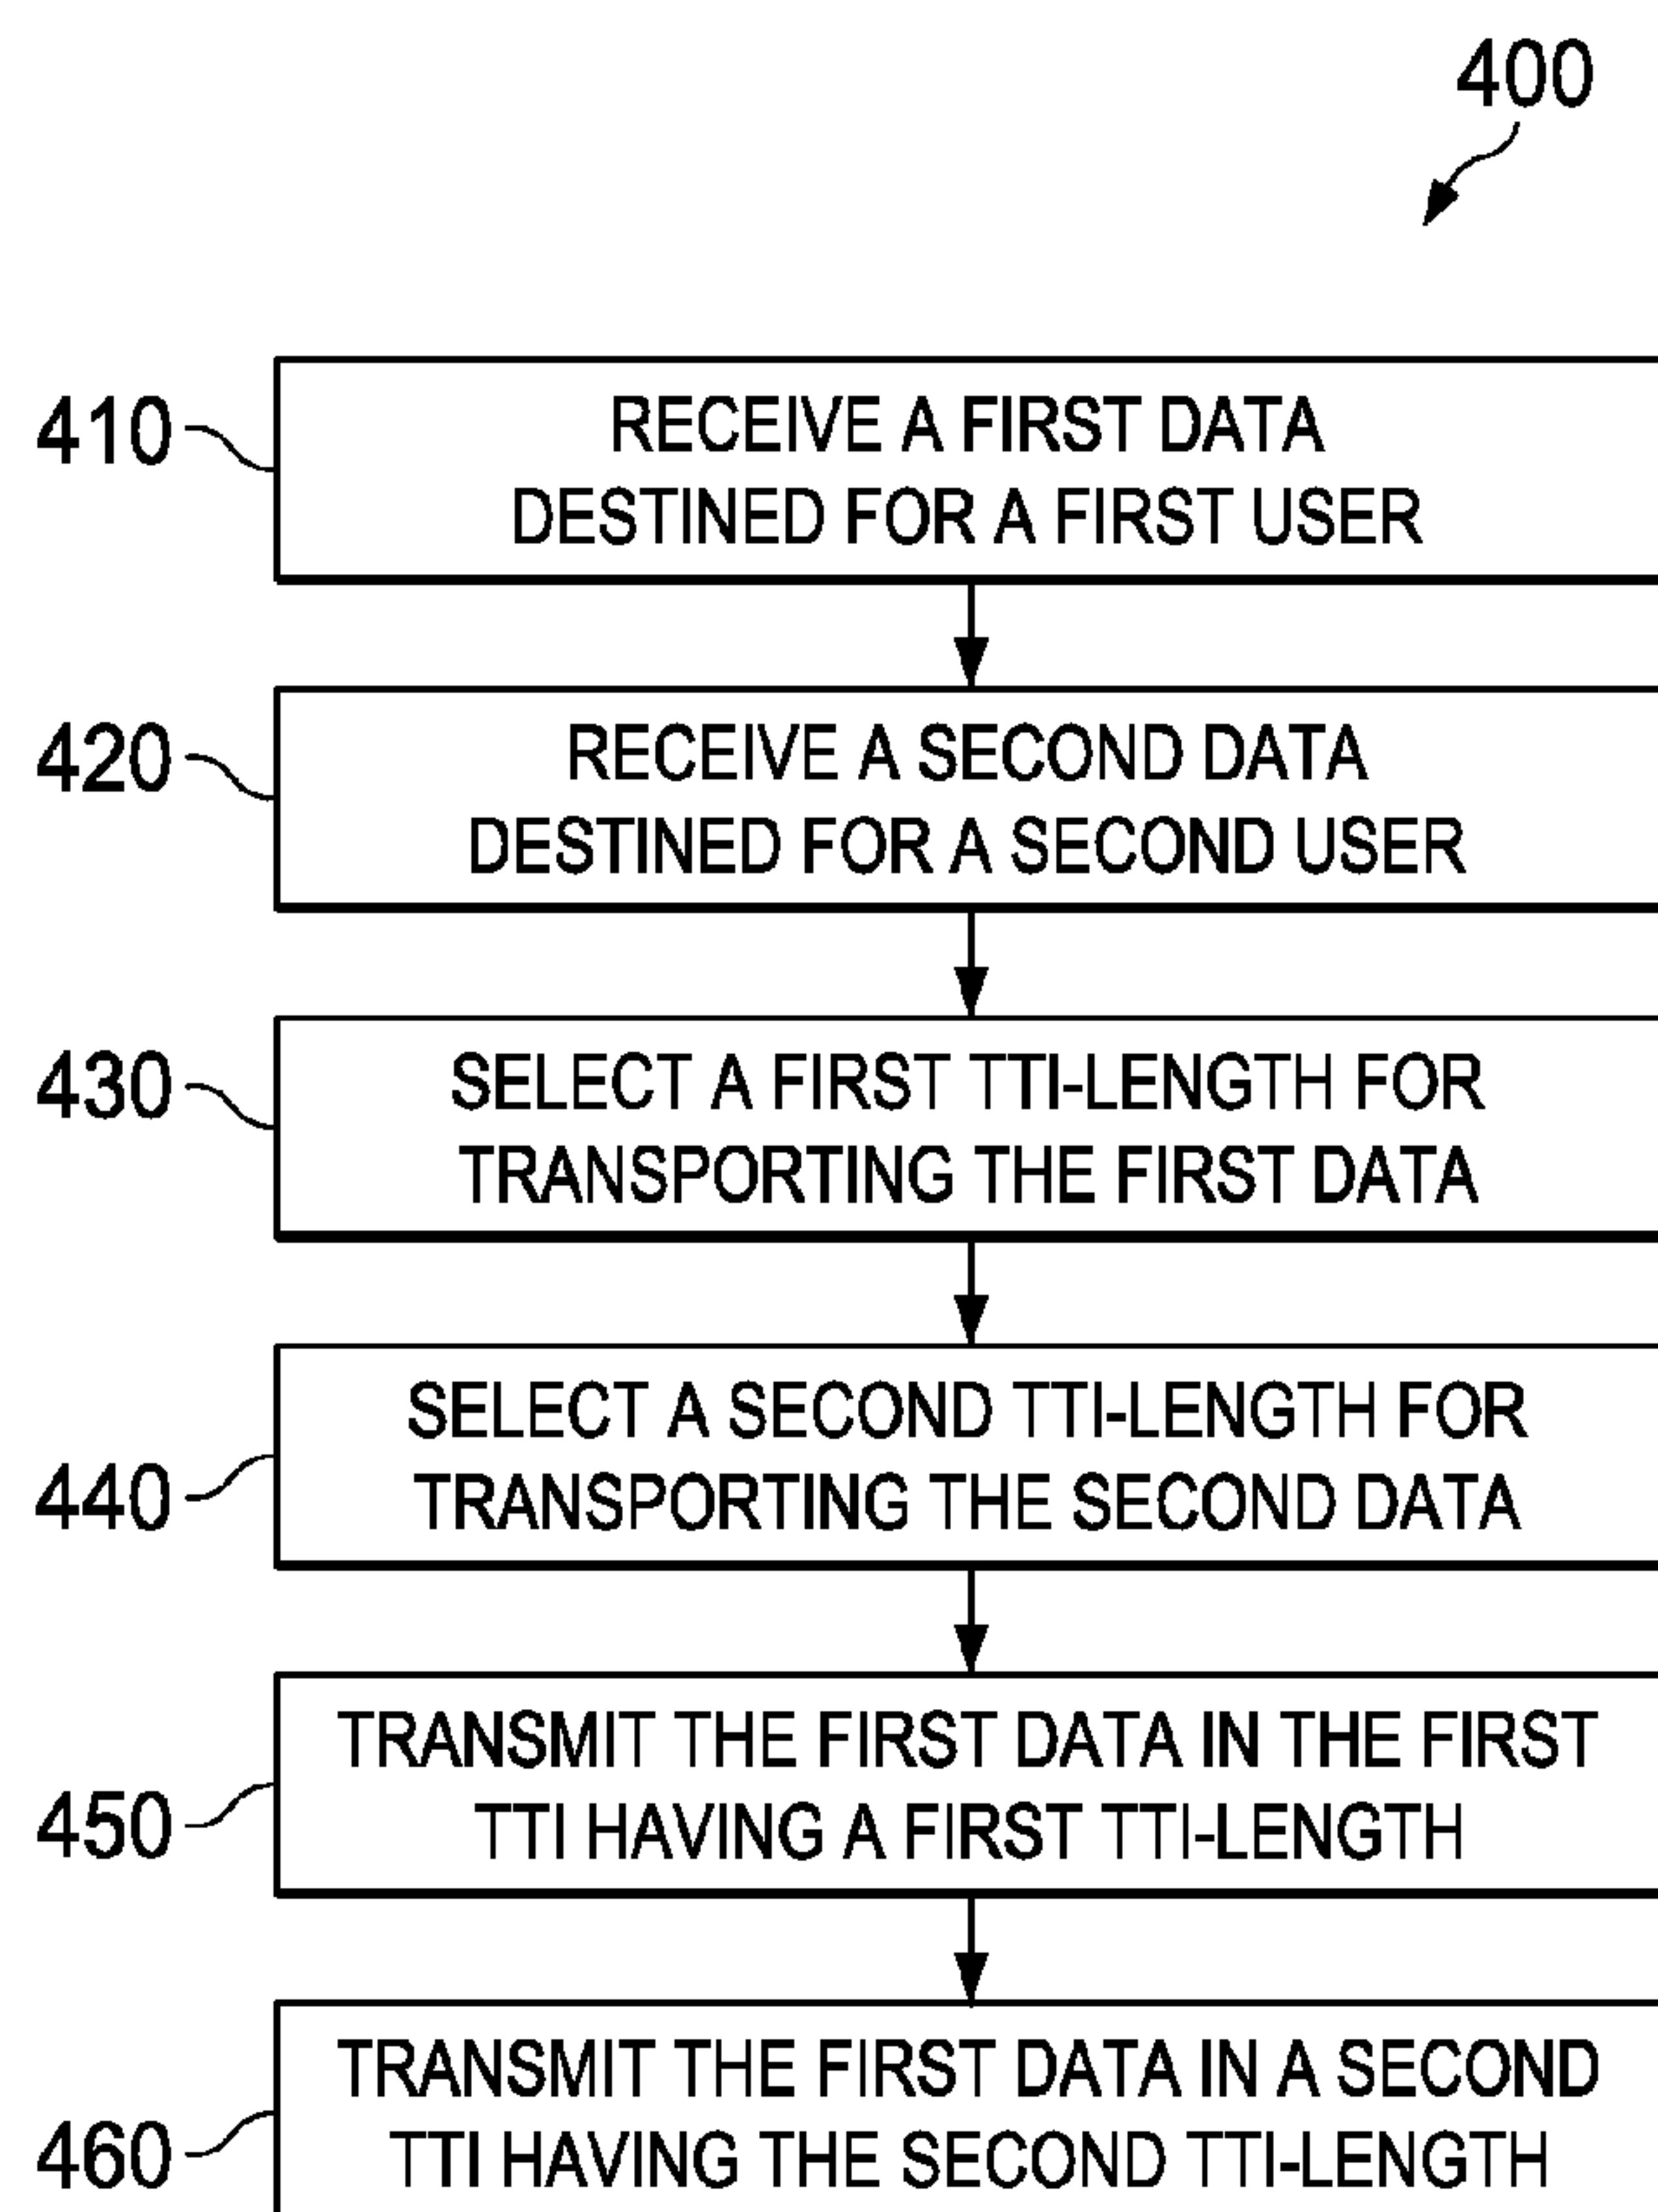 400
410
RECEIVE A FIRST DATA
DESTINED FOR A FIRST USER
420
RECEIVE A SECOND DATA
DESTINED FOR A SECOND USER
430
SELECT A FIRST TTI-LENGTH FOR
TRANSPORTING THE FIRST DATA
440
SELECT A SECOND TTI-LENGTH FOR
TRANSPORTING THE SECOND DATA
450
TRANSMIT THE FIRST DATA IN THE FIRST
TTI HAVING A FIRST TTI-LENGTH
460
TRANSMIT THE FIRST DATA IN A SECOND
TTI HAVING THE SECOND TTI-LENGTH